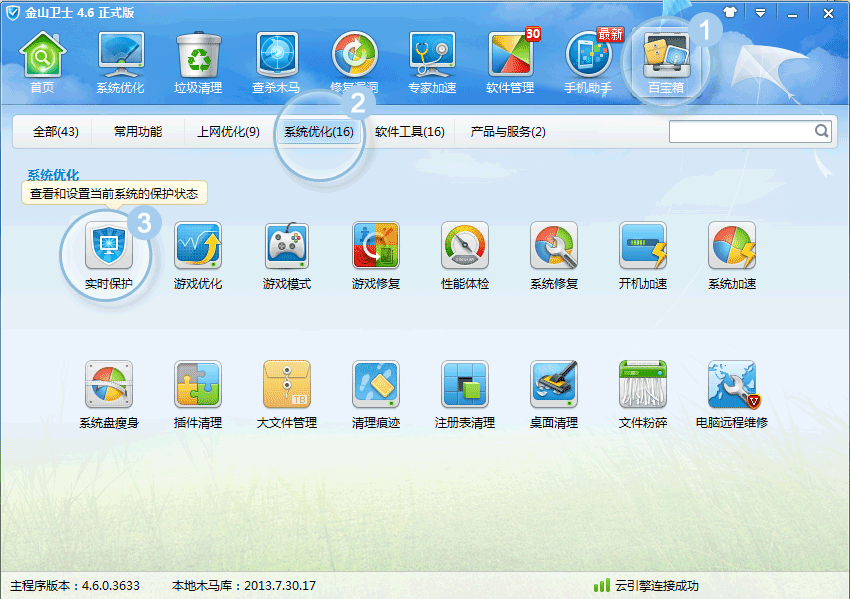 金山卫士 4.6 正式版
1
30
最新
首页 系统优化 垃圾清理 查杀木马 修复漏洞 专家加速 软件管理 手机助手 百宝箱
2
全部(43) 常用功能 上网优化(9) 系统优化(16) 软件工具(16) 产品与服务(2)
系统优化
查看和设置当前系统的保护状态
3
实时保护 游戏优化 游戏模式 游戏修复 性能体检 系统修复 开机加速 系统加速
TB
系统盘瘦身 插件清理 大文件管理 清理痕迹 注册表清理 桌面清理 文件粉碎 电脑远程维修
主程序版本：4.6.0.3633 本地木马库：2013.7.30.17 云引擎连接成功